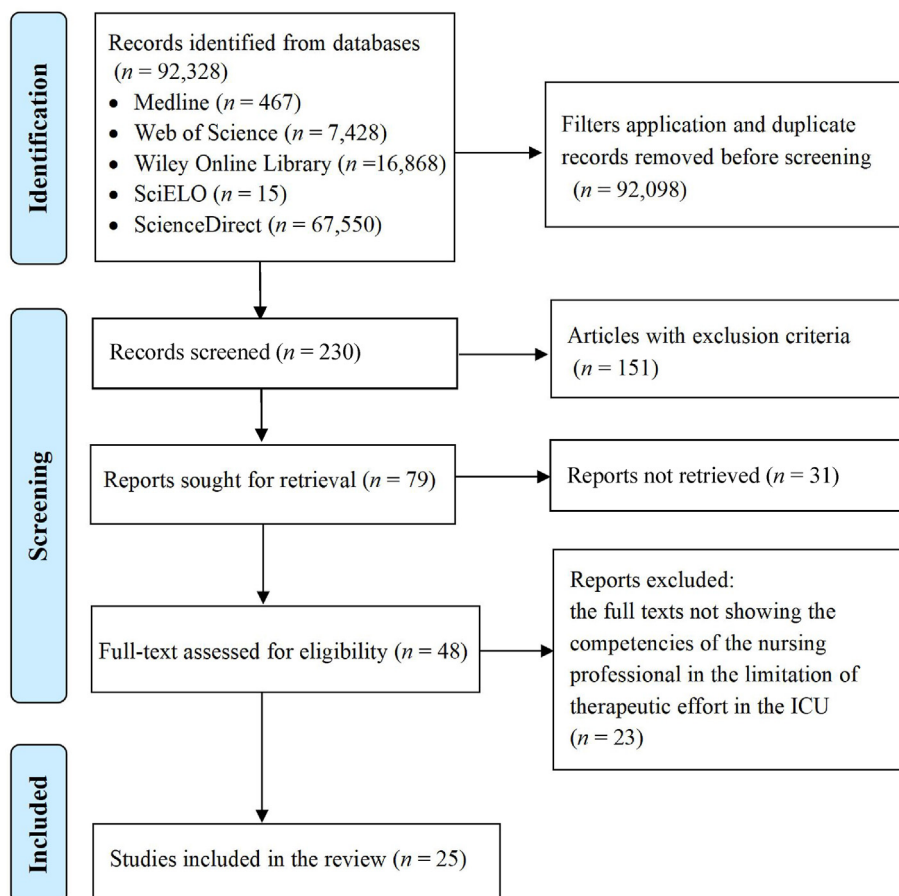 Identification
Records identified from databases
(n = 92,328)
• Medline (n = 467)
• Web of Science (n = 7,428)
• Wiley Online Library (n =16,868)
• SciELO (n = 15)
• ScienceDirect (n = 67,550)
Filters application and duplicate
records removed before screening
(n = 92,098)
Screening
Records screened (n = 230)
Articles with exclusion criteria
(n = 151)
Reports sought for retrieval (n = 79)
Reports not retrieved (n = 31)
Full-text assessed for eligibility (n = 48)
Reports excluded:
the full texts not showing the
competencies of the nursing
professional in the limitation of
therapeutic effort in the ICU
(n = 23)
Included
Studies included in the review (n = 25)